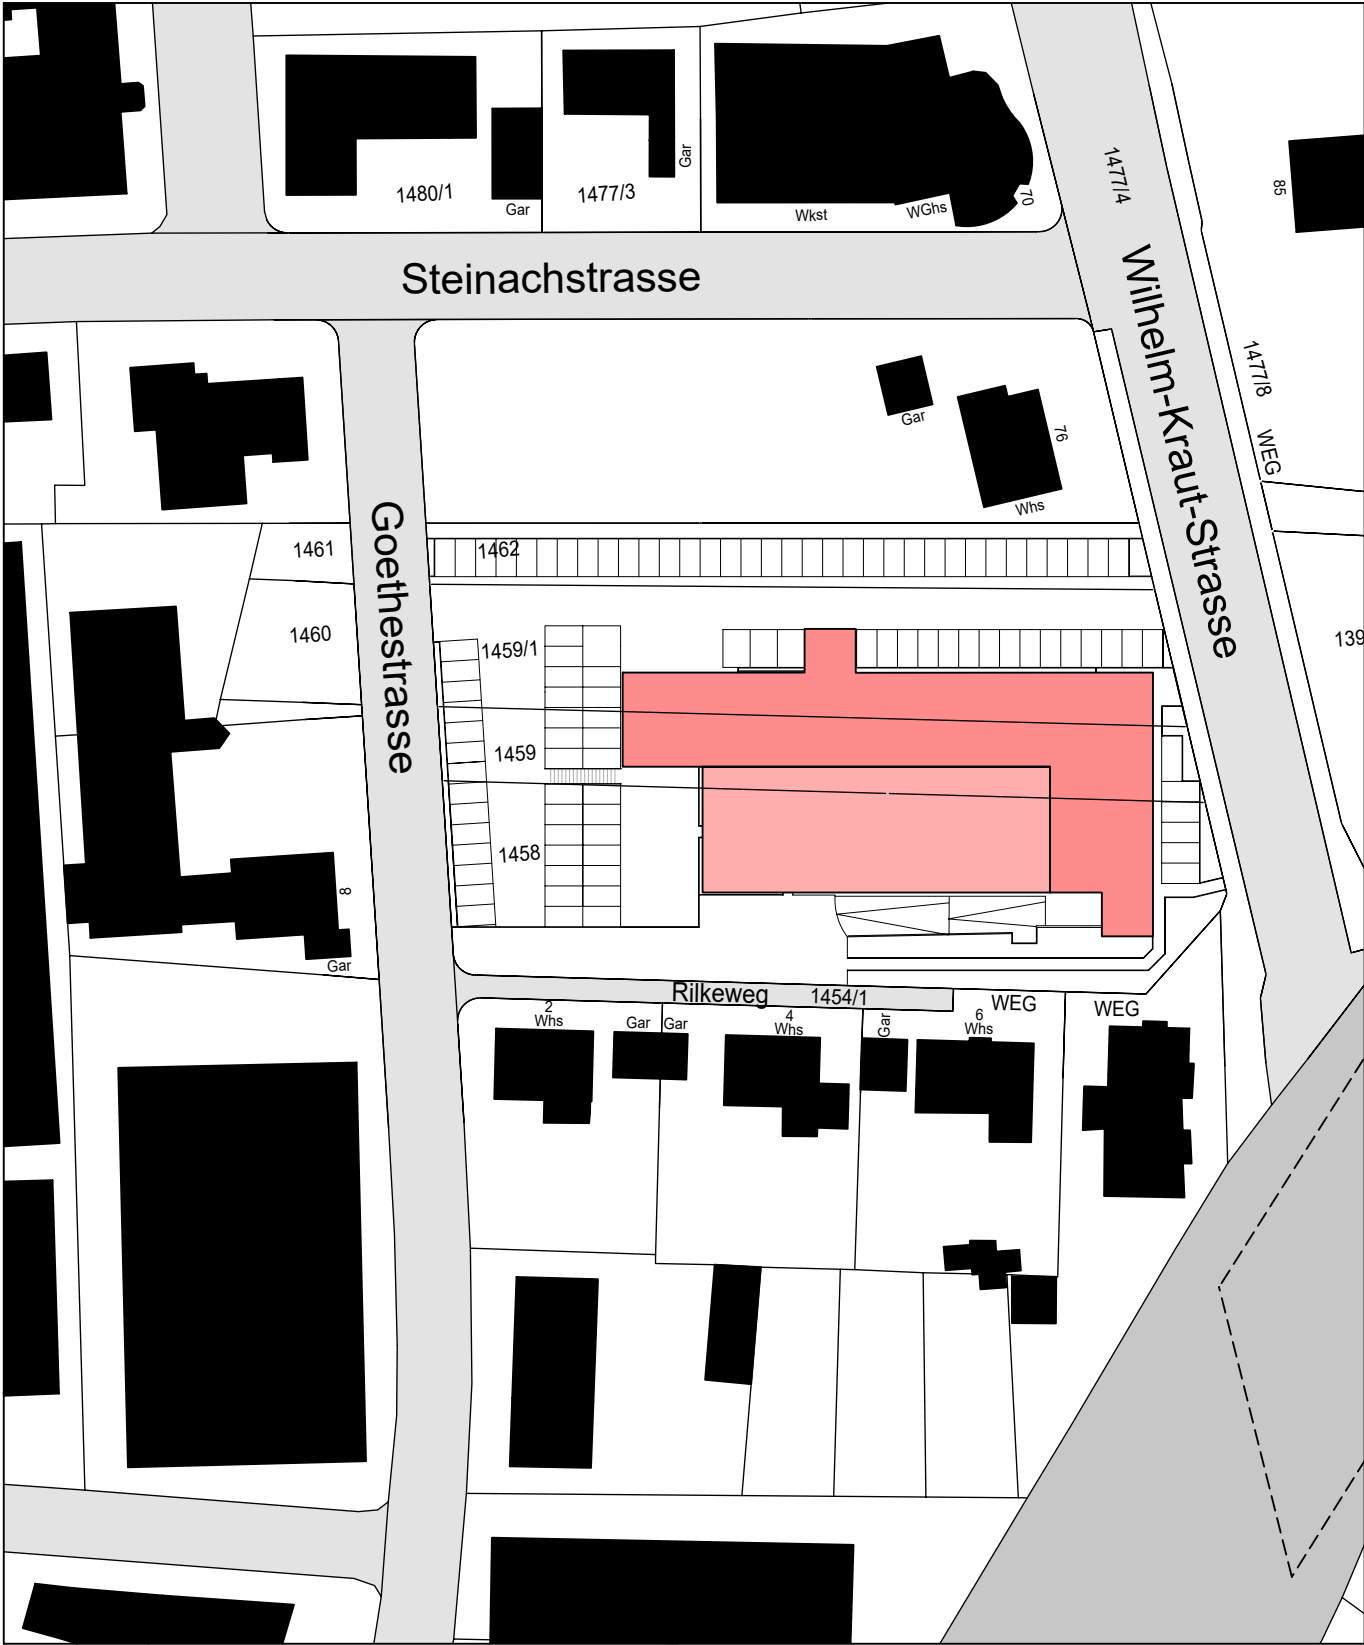 1480/1
Gar
1477/3
Gar
Wkst
WGhs
70
1477/4
85
Steinachstrasse
Wilhelm-Kraut-Strasse
1477/8
WEG
Gar
76
Whs
Goethestrasse
1461
1462
1460
1459/1
139
1459
1458
8
Gar
Rilkeweg
1454/1
WEG
WEG
2
Whs
Gar
Gar
4
Whs
Gar
6
Whs